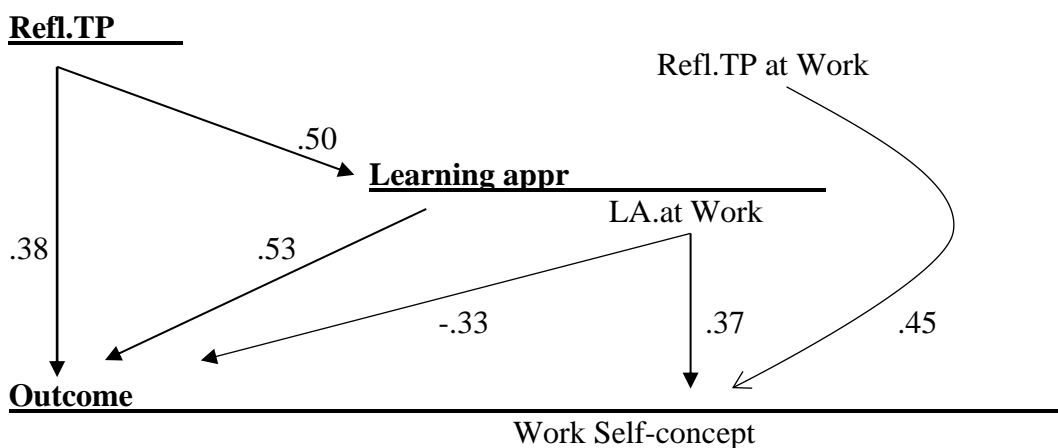 Refl.TP
Refl.TP at Work
.50
Learning appr
LA.at Work
.38
.53
-.33
.37
.45
Outcome
Work Self-concept